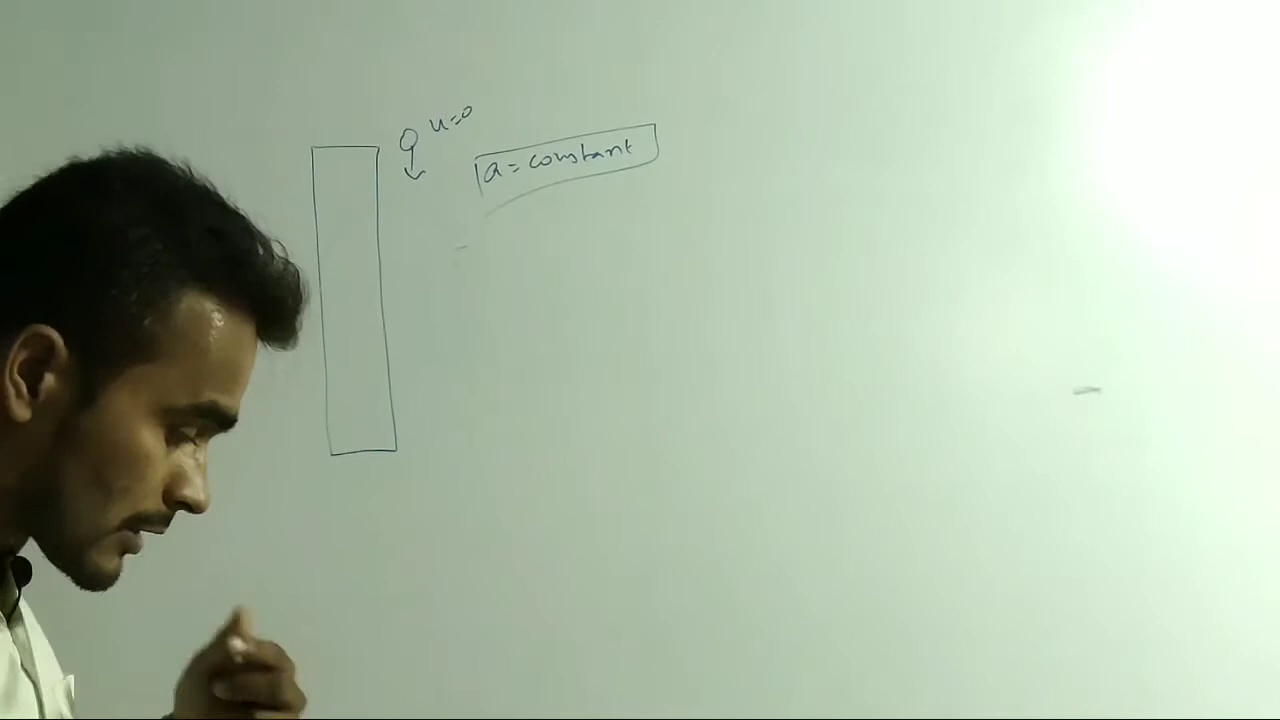 u=0
a = constant